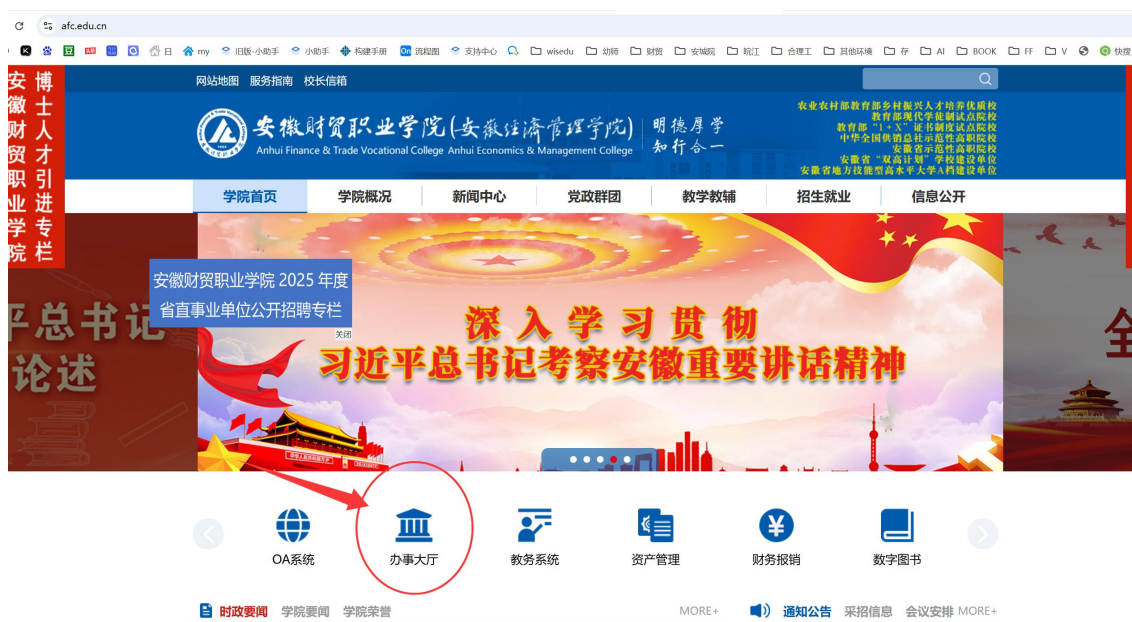 afc.edu.cn
日 my 旧版-小助手 小助手 构建手册 On 流程图 支持中心 wisedu 幼师 财贸 安城院 皖江 合理工 其他环境 存 AI BOOK FF V 快搜
安徽财贸职业学院
博士人才引进专栏
网站地图 服务指南 校长信箱
安徽财贸职业学院(安徽经济管理学院)
Anhui Finance & Trade Vocational College Anhui Economics & Management College
明德厚学
知行合一
农业农村部教育部乡村振兴人才培养优质校
教育部现代学徒制试点院校
教育部“1+X”证书制度试点院校
中华全国供销总社示范性高职院校
安徽省示范性高职院校
安徽省“双高计划”学校建设单位
安徽省地方技能型高水平大学A档建设单位
学院首页 学院概况 新闻中心 党政群团 教学教辅 招生就业 信息公开
安徽财贸职业学院 2025 年度
省直事业单位公开招聘专栏
关闭
平总书记
论述
深入学习贯彻
习近平总书记考察安徽重要讲话精神
全
OA系统 办事大厅 教务系统 资产管理 财务报销 数字图书
时政要闻 学院要闻 学院荣誉 MORE+ 通知公告 采招信息 会议安排 MORE+